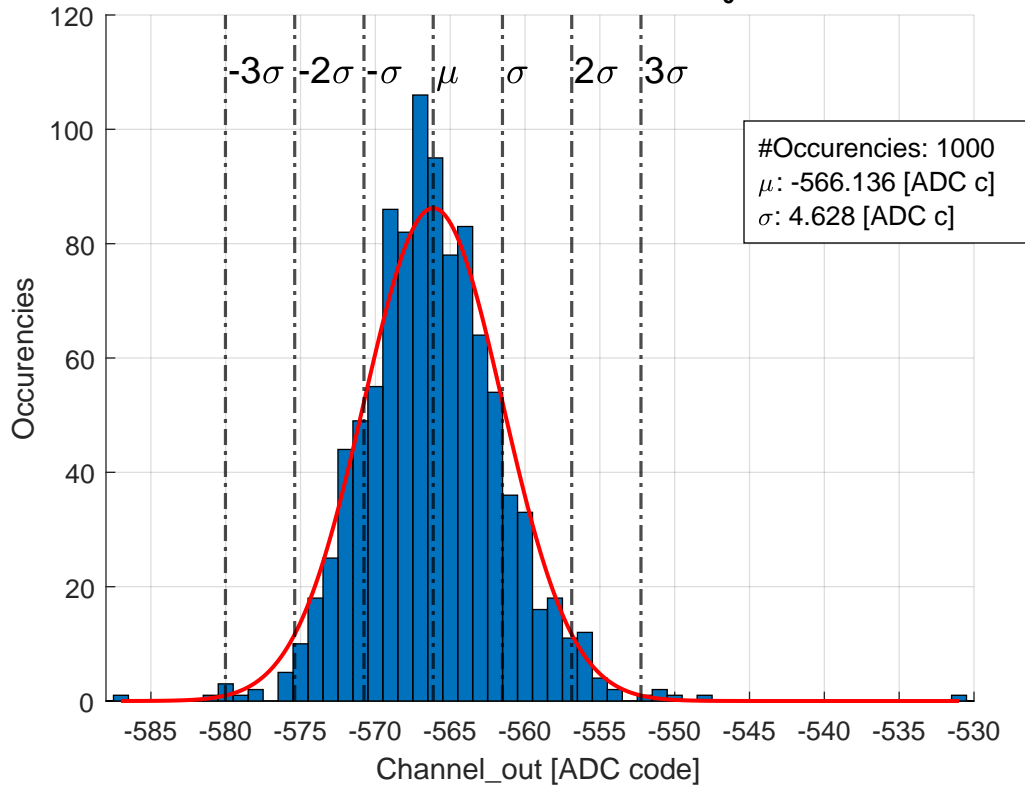 120
100
80
60
40
20
0
-3σ -2σ -σ μ σ 2σ 3σ
#Occurencies: 1000
μ: -566.136 [ADC c]
σ: 4.628 [ADC c]
Occurencies
-585 -580 -575 -570 -565 -560 -555 -550 -545 -540 -535 -530
Channel_out [ADC code]